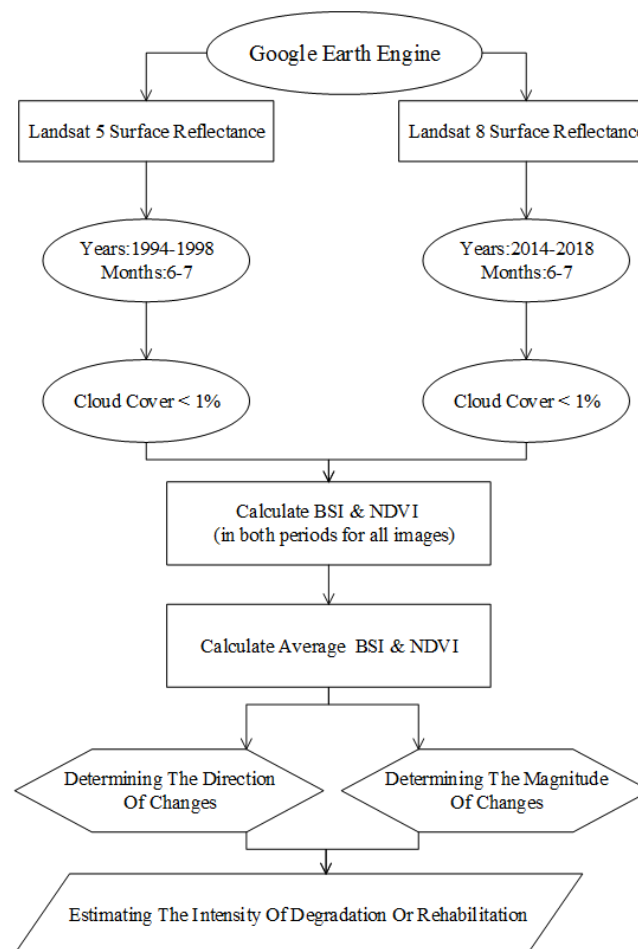 Google Earth Engine
Landsat 5 Surface Reflectance
Landsat 8 Surface Reflectance
Years:1994-1998
Months:6-7
Years:2014-2018
Months:6-7
Cloud Cover < 1%
Cloud Cover < 1%
Calculate BSI & NDVI
(in both periods for all images)
Calculate Average BSI & NDVI
Determining The Direction
Of Changes
Determining The Magnitude
Of Changes
Estimating The Intensity Of Degradation Or Rehabilitation